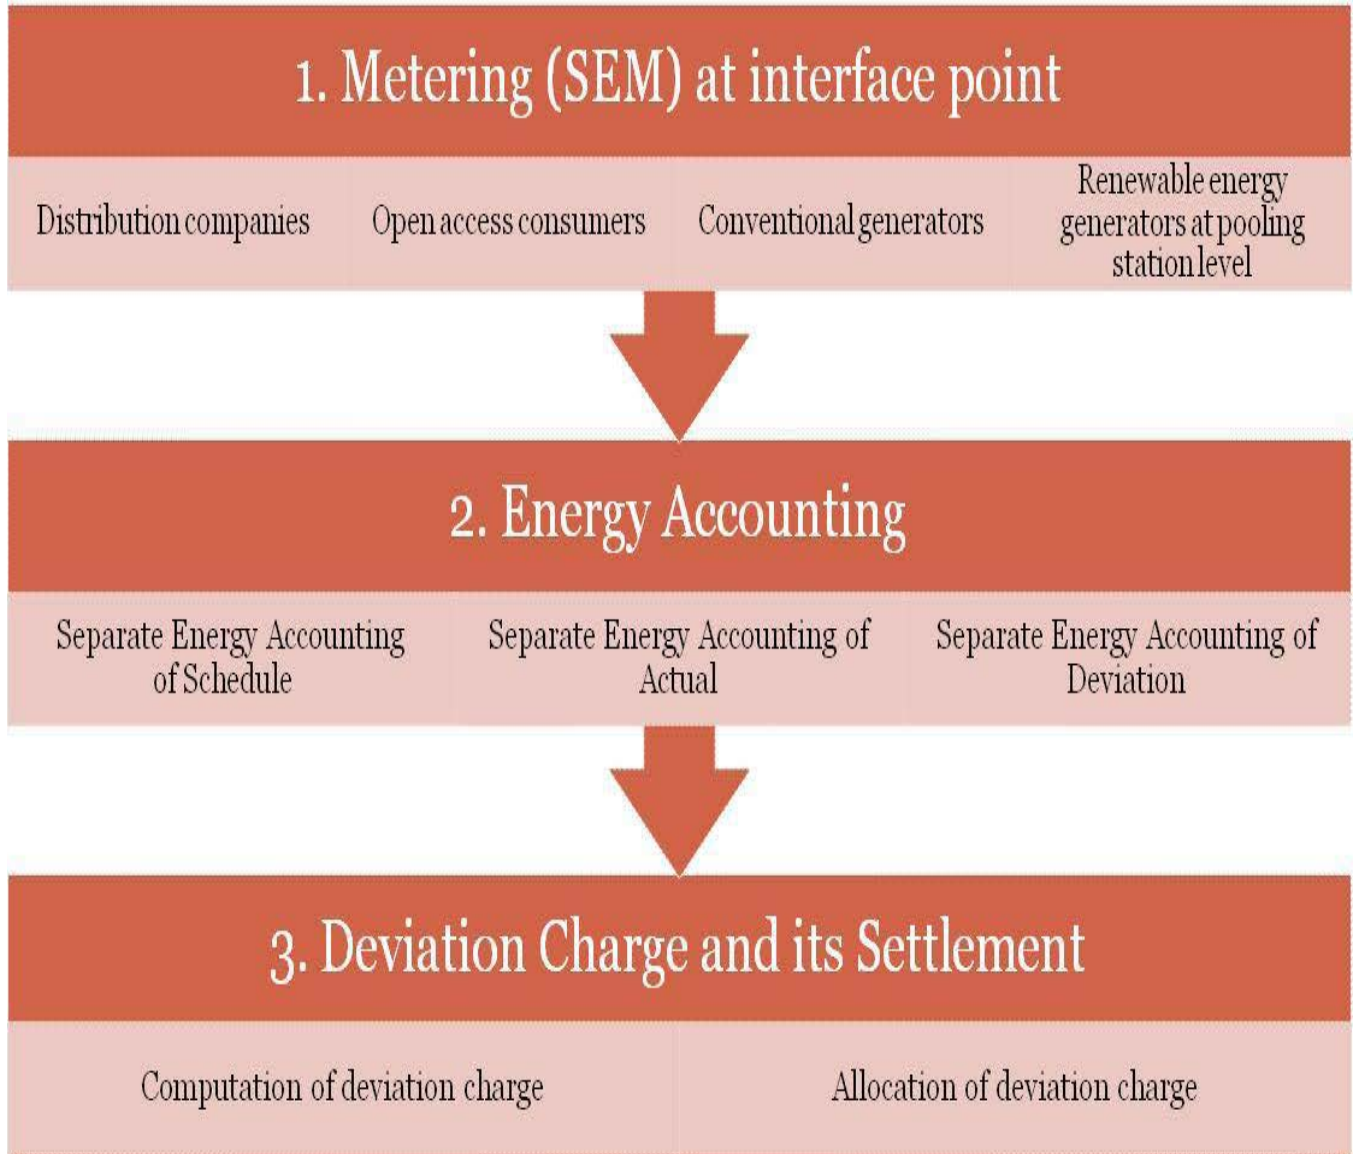 1. Metering (SEM) at interface point
Distribution companies
Open access consumers
Conventional generators
Renewable energy
generators at pooling
station level
2. Energy Accounting
Separate Energy Accounting
of Schedule
Separate Energy Accounting of
Actual
Separate Energy Accounting of
Deviation
3. Deviation Charge and its Settlement
Computation of deviation charge
Allocation of deviation charge